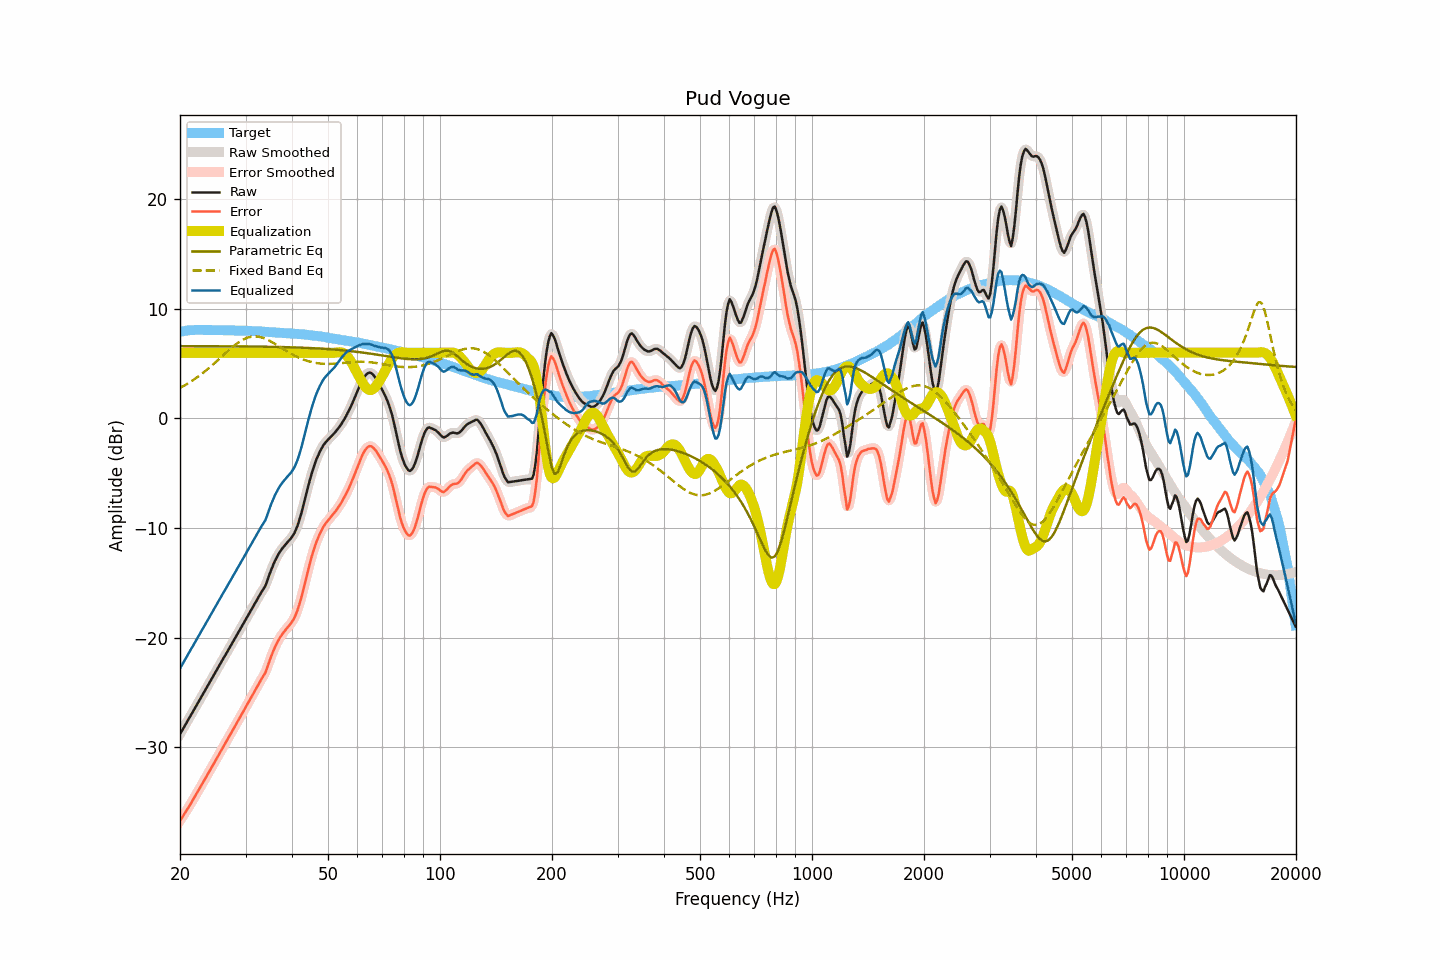 Pud Vogue
Target
Raw Smoothed
Error Smoothed
Raw
Error
Equalization
Parametric Eq
Fixed Band Eq
Equalized
20
10
0
−10
−20
−30
Amplitude (dBr)
20 50 100 200 500 1000 2000 5000 10000 20000
Frequency (Hz)